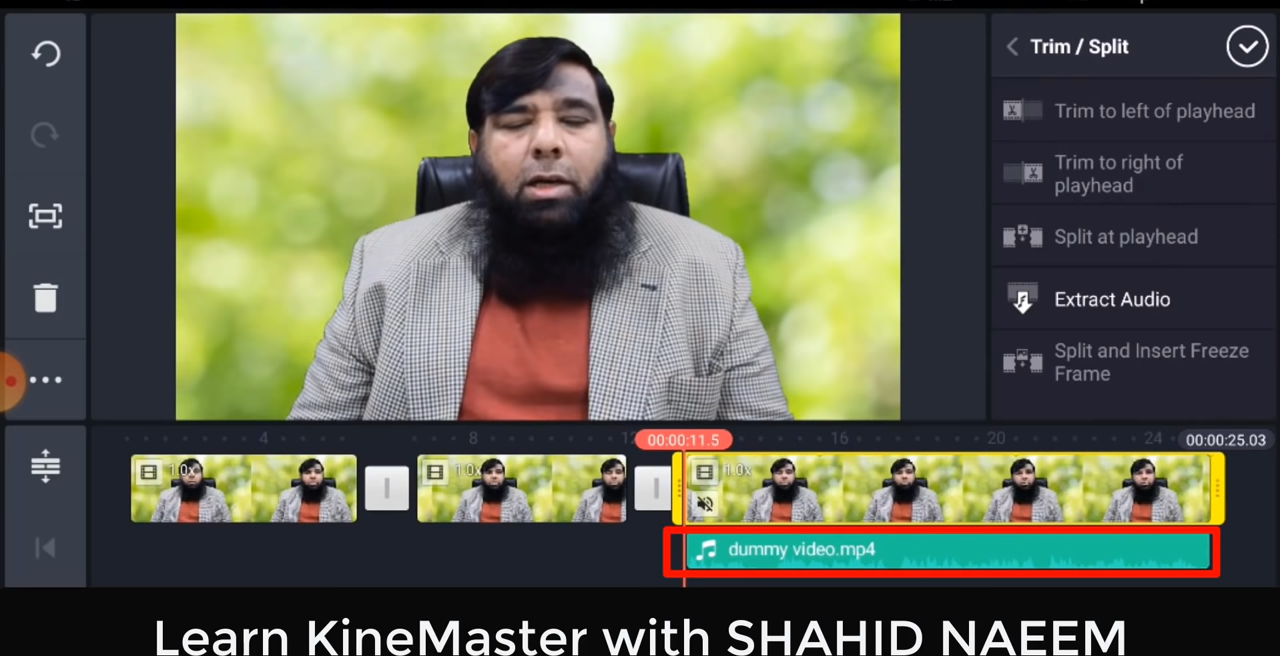 Trim / Split
Trim to left of playhead
Trim to right of
playhead
Split at playhead
Extract Audio
Split and Insert Freeze
Frame
4
8
12
00:00:11.5
16
20
24
00:00:25.03
1.0x
1.0x
1.0x
dummy video.mp4
Learn KineMaster with SHAHID NAEEM